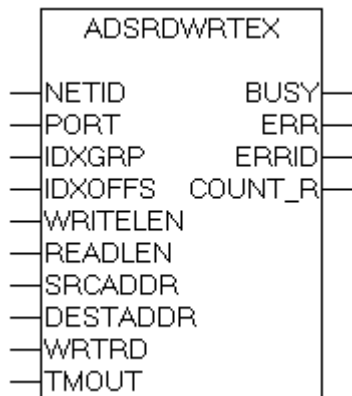 ADSRDWRTEX
NETID BUSY
PORT ERR
IDXGRP ERRID
IDXOFFS COUNT_R
WRITELEN
READLEN
SRCADDR
DESTADDR
WRTRD
TMOUT